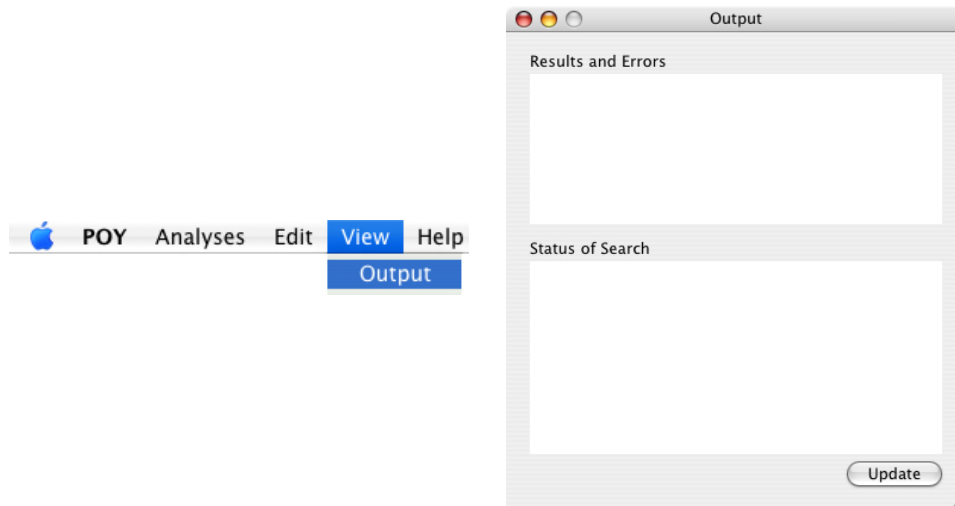 POY Analyses Edit View Help
Output
Output
Results and Errors
Status of Search
Update